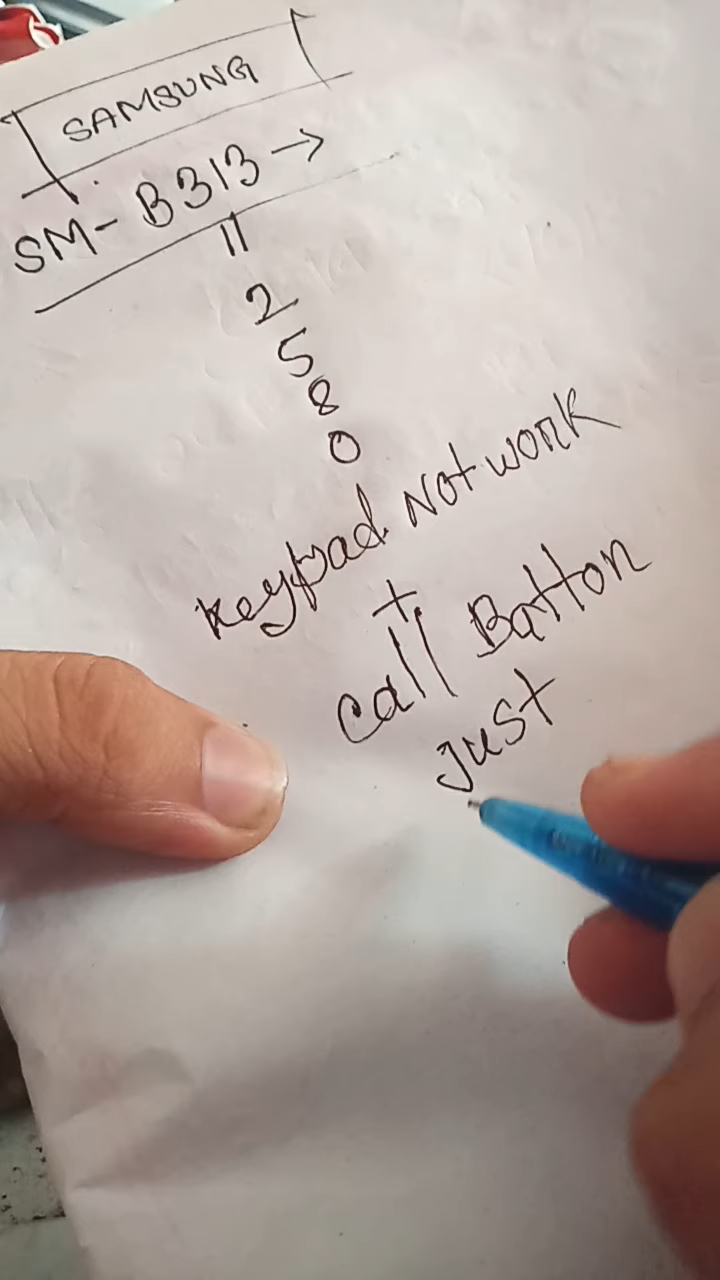 SAMSUNG
SM-B313 →
11
2
5
8
0
Keypad Not work
+
Call Batton
Just